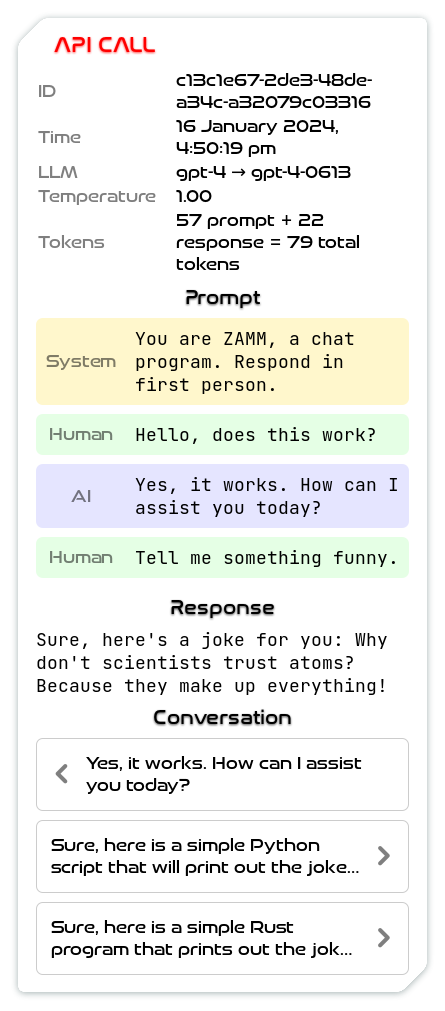 API CALL
ID
c13c1e67-2de3-48de-
a34c-a32079c03316
Time
16 January 2024,
4:50:19 pm
LLM
gpt-4 → gpt-4-0613
Temperature
1.00
Tokens
57 prompt + 22
response = 79 total
tokens
Prompt
System
You are ZAMM, a chat
program. Respond in
first person.
Human
Hello, does this work?
AI
Yes, it works. How can I
assist you today?
Human
Tell me something funny.
Response
Sure, here's a joke for you: Why
don't scientists trust atoms?
Because they make up everything!
Conversation
Yes, it works. How can I assist
you today?
Sure, here is a simple Python
script that will print out the joke...
Sure, here is a simple Rust
program that prints out the jok...